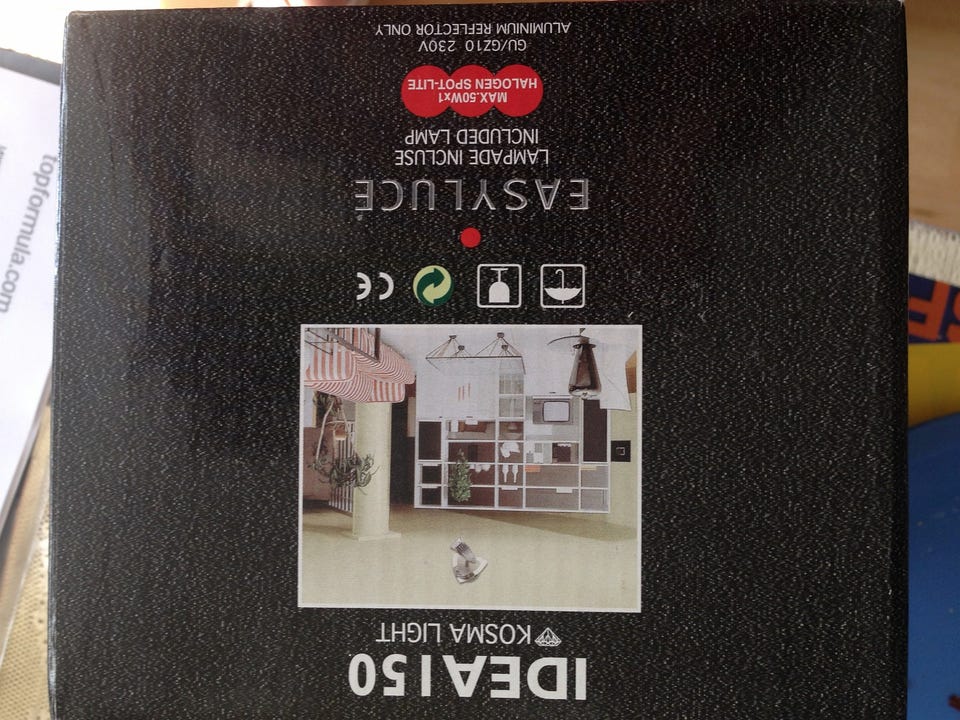 IDEA150
KOSMA LIGHT
CE
EASYLUCE
LAMPADE INCLUSE
INCLUDED LAMP
MAX.50Wx1
HALOGEN SPOT-LITE
GU/GZ10 230V
ALUMINIUM REFLECTOR ONLY
topformula.com